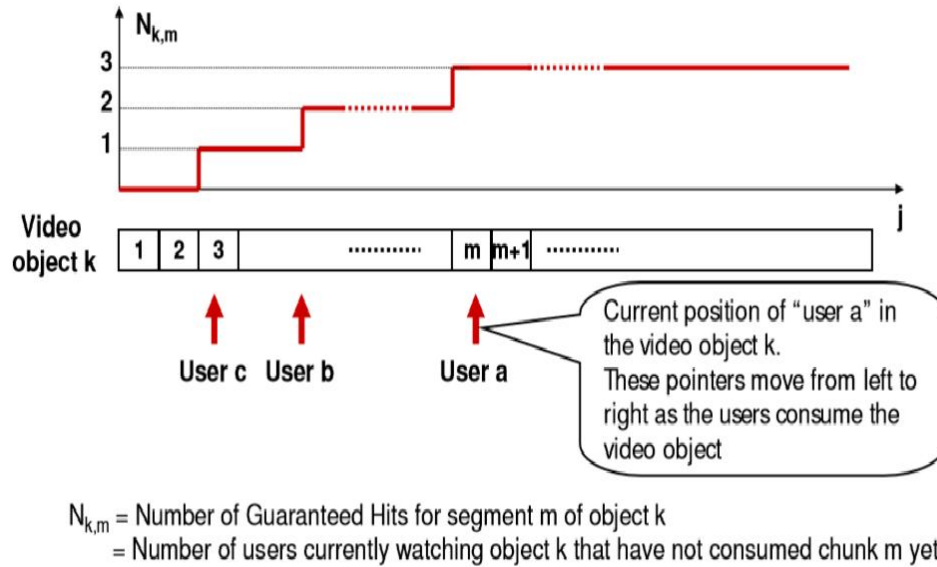 N_{k,m}
3
2
1
j
Video
object k
1 2 3 ............ m m+1 ............
User c User b User a
Current position of “user a” in
the video object k.
These pointers move from left to
right as the users consume the
video object
N_{k,m} = Number of Guaranteed Hits for segment m of object k
= Number of users currently watching object k that have not consumed chunk m yet